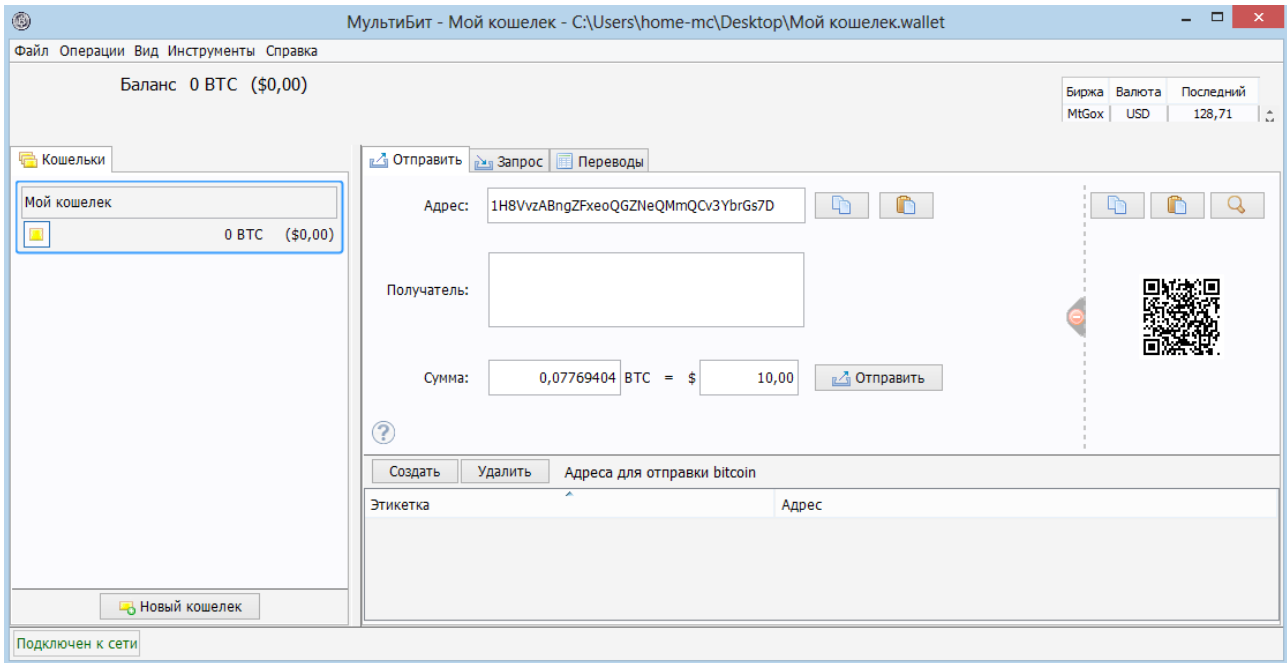 МультиБит - Мой кошелек - C:\Users\home-mc\Desktop\Мой кошелек.wallet
Файл Операции Вид Инструменты Справка
Баланс 0 BTC ($0,00)
Биржа Валюта Последний
MtGox USD 128,71
Кошельки
Мой кошелек
0 BTC ($0,00)
Новый кошелек
Отправить Запрос Переводы
Адрес: 1H8VvzABngZFxeoQGZNeQMmQCv3YbrGs7D
Получатель:
Сумма: 0,07769404 BTC = $ 10,00 Отправить
Создать Удалить Адреса для отправки bitcoin
Этикетка Адрес
Подключен к сети